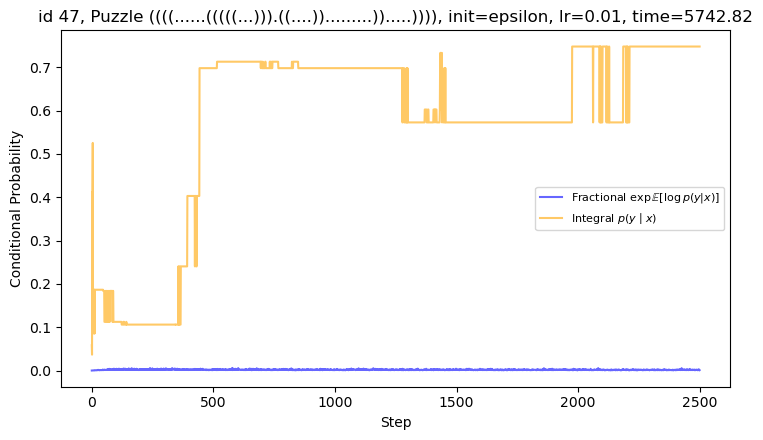 id 47, Puzzle ((((......(((((...))).((....)).........)).....)))), init=epsilon, lr=0.01, time=5742.82
Conditional Probability
0.7
0.6
0.5
0.4
0.3
0.2
0.1
0.0
Fractional exp𝔼[log p(y|x)]
Integral p(y | x)
0 500 1000 1500 2000 2500
Step